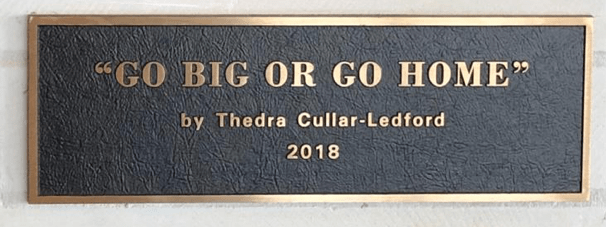 “GO BIG OR GO HOME”
by Thedra Cullar-Ledford
2018